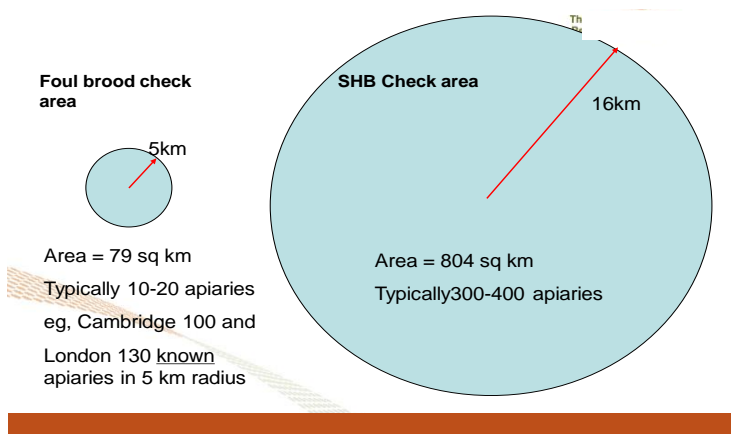 Th
Foul brood check
area
SHB Check area
16km
5km
Area = 79 sq km
Typically 10-20 apiaries
eg, Cambridge 100 and
London 130 known
apiaries in 5 km radius
Area = 804 sq km
Typically300-400 apiaries